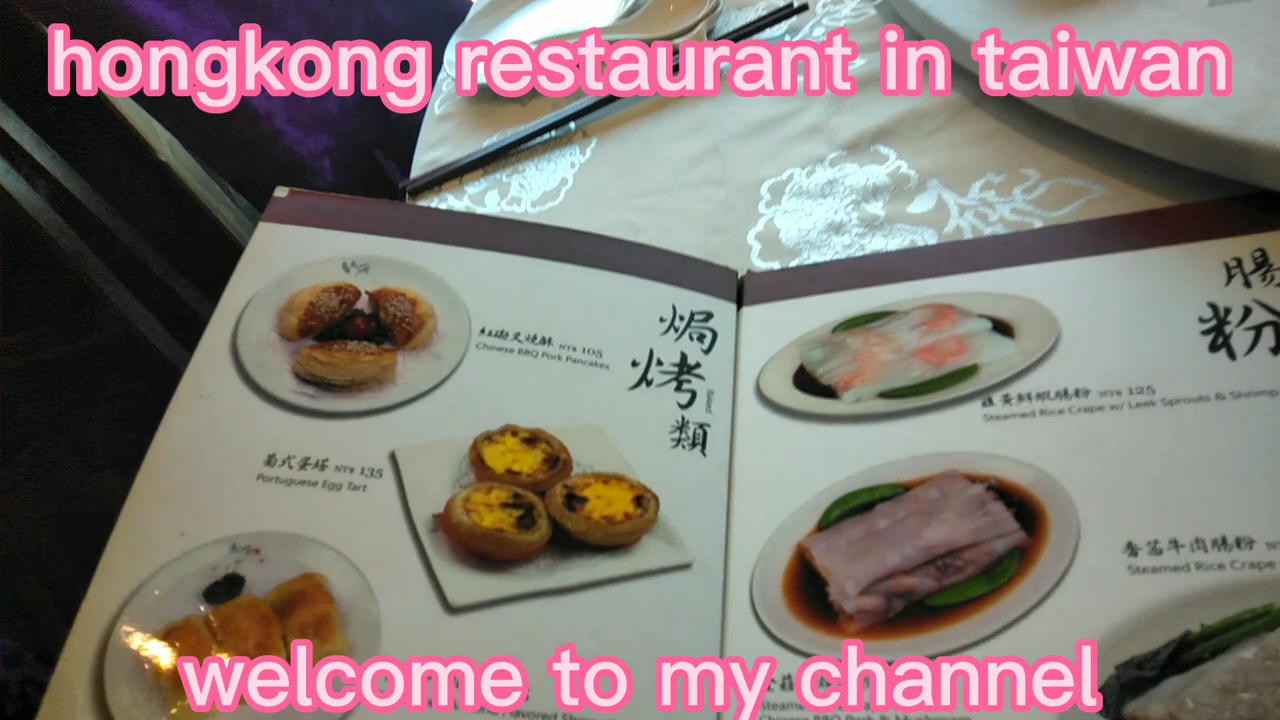 hongkong restaurant in taiwan
焗
烤
類
叉燒酥 NT$ 105
Chinese BBQ Pork Pancakes
葡式蛋塔 NT$ 135
Portuguese Egg Tart
腸
粉
韮黃鮮蝦腸粉 NT$ 125
Steamed Rice Crape w/ Leek Sprouts & Shrimp
香茜牛肉腸粉
Steamed Rice Crape
welcome to my channel